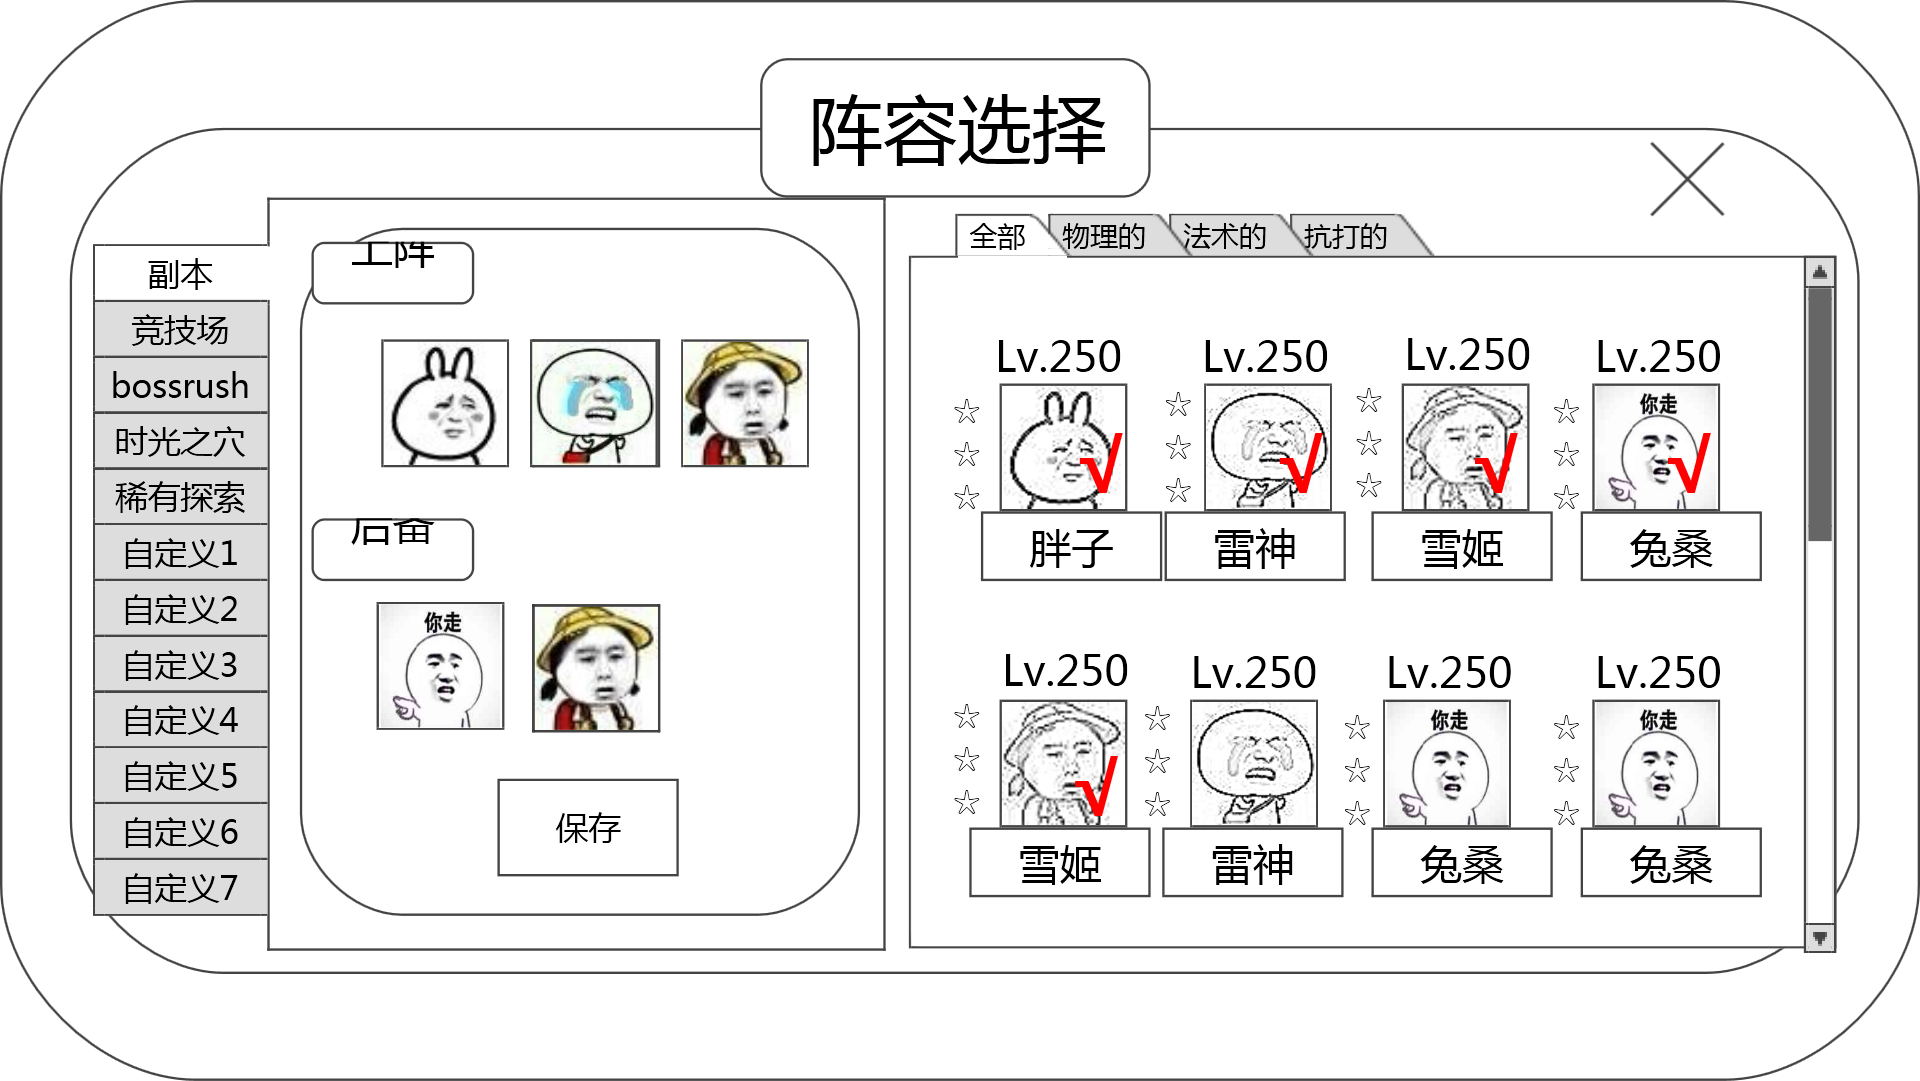 阵容选择
副本
竞技场
bossrush
时光之穴
稀有探索
自定义1
自定义2
自定义3
自定义4
自定义5
自定义6
自定义7
上阵
后备
你走
保存
全部 物理的 法术的 抗打的
Lv.250 Lv.250 Lv.250 Lv.250
你走
胖子 雷神 雪姬 兔桑
Lv.250 Lv.250 Lv.250 Lv.250
你走 你走
雪姬 雷神 兔桑 兔桑